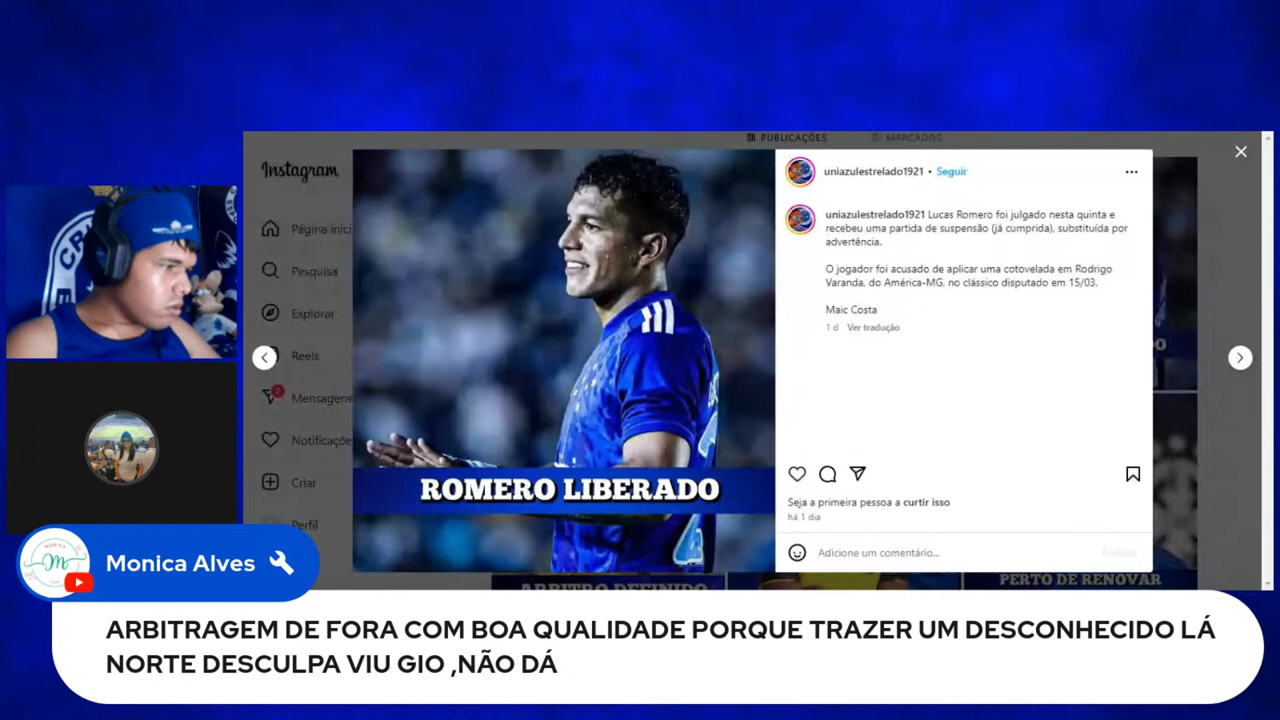 PUBLICAÇÕES
MARCADOS
Instagram
Página inici
Pesquisa
Explorar
Reels
Mensagens
Notificaçõe
Criar
Perfil
ROMERO LIBERADO
uniazulestrelado1921 • Seguir
uniazulestrelado1921 Lucas Romero foi julgado nesta quinta e
recebeu uma partida de suspensão (já cumprida), substituída por
advertência.
O jogador foi acusado de aplicar uma cotovelada em Rodrigo
Varanda, do América-MG, no clássico disputado em 15/03.
Maic Costa
1 d Ver tradução
Seja a primeira pessoa a curtir isso
há 1 dia
Adicione um comentário...
ARBITRO DEFINIDO
PERTO DE RENOVAR
Monica Alves
ARBITRAGEM DE FORA COM BOA QUALIDADE PORQUE TRAZER UM DESCONHECIDO LÁ
NORTE DESCULPA VIU GIO ,NÃO DÁ